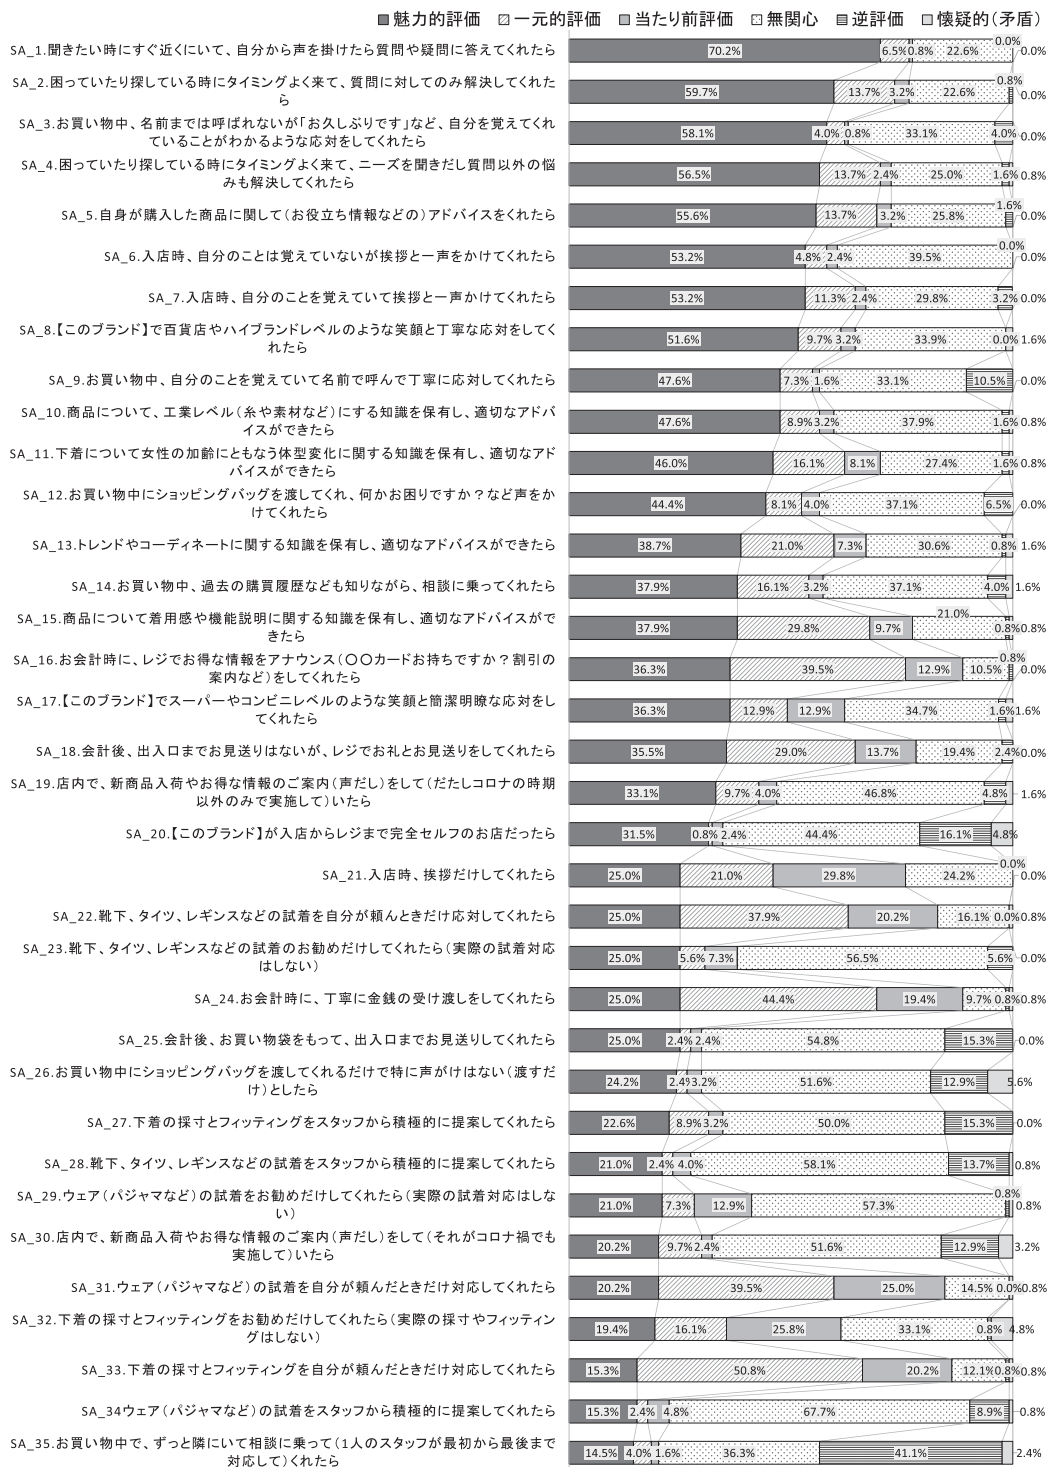 魅力的評価 一元的評価 当たり前評価 無関心 逆評価 懐疑的(矛盾)
SA_1.聞きたい時にすぐ近くにいて、自分から声を掛けたら質問や疑問に答えてくれたら
70.2% 6.5% 0.8% 22.6% 0.0% 0.0%
SA_2.困っていたり探している時にタイミングよく来て、質問に対してのみ解決してくれた
ら
59.7% 13.7% 3.2% 22.6% 0.8% 0.0%
SA_3.お買い物中、名前までは呼ばれないが「お久しぶりです」など、自分を覚えてくれ
ていることがわかるような応対をしてくれたら
58.1% 4.0% 0.8% 33.1% 4.0% 0.0%
SA_4.困っていたり探している時にタイミングよく来て、ニーズを聞きだし質問以外の悩
みも解決してくれたら
56.5% 13.7% 2.4% 25.0% 1.6% 0.8%
SA_5.自身が購入した商品に関して(お役立ち情報などの)アドバイスをくれたら
55.6% 13.7% 3.2% 25.8% 1.6% 0.0%
SA_6.入店時、自分のことは覚えていないが挨拶と一声をかけてくれたら
53.2% 4.8% 2.4% 39.5% 0.0% 0.0%
SA_7.入店時、自分のことを覚えていて挨拶と一声かけてくれたら
53.2% 11.3% 2.4% 29.8% 3.2% 0.0%
SA_8.【このブランド】で百貨店やハイブランドレベルのような笑顔と丁寧な応対をしてく
れたら
51.6% 9.7% 3.2% 33.9% 0.0% 1.6%
SA_9.お買い物中、自分のことを覚えていて名前で呼んで丁寧に応対してくれたら
47.6% 7.3% 1.6% 33.1% 10.5% 0.0%
SA_10.商品について、工業レベル(糸や素材など)にする知識を保有し、適切なアドバ
イスができたら
47.6% 8.9% 3.2% 37.9% 1.6% 0.8%
SA_11.下着について女性の加齢にともなう体型変化に関する知識を保有し、適切なアド
バイスができたら
46.0% 16.1% 8.1% 27.4% 1.6% 0.8%
SA_12.お買い物中にショッピングバッグを渡してくれ、何かお困りですか?など声をか
けてくれたら
44.4% 8.1% 4.0% 37.1% 6.5% 0.0%
SA_13.トレンドやコーディネートに関する知識を保有し、適切なアドバイスができたら
38.7% 21.0% 7.3% 30.6% 0.8% 1.6%
SA_14.お買い物中、過去の購買履歴なども知りながら、相談に乗ってくれたら
37.9% 16.1% 3.2% 37.1% 4.0% 1.6%
SA_15.商品について着用感や機能説明に関する知識を保有し、適切なアドバイスがで
きたら
37.9% 29.8% 9.7% 21.0% 0.8% 0.8%
SA_16.お会計時に、レジでお得な情報をアナウンス(〇〇カードお持ちですか?割引の
案内など)をしてくれたら
36.3% 39.5% 12.9% 10.5% 0.8% 0.0%
SA_17.【このブランド】でスーパーやコンビニレベルのような笑顔と簡潔明瞭な応対をし
てくれたら
36.3% 12.9% 12.9% 34.7% 1.6% 1.6%
SA_18.会計後、出入口までお見送りはないが、レジでお礼とお見送りをしてくれたら
35.5% 29.0% 13.7% 19.4% 2.4% 0.0%
SA_19.店内で、新商品入荷やお得な情報のご案内(声だし)をして(だたしコロナの時期
以外のみで実施して)いたら
33.1% 9.7% 4.0% 46.8% 4.8% 1.6%
SA_20.【このブランド】が入店からレジまで完全セルフのお店だったら
31.5% 0.8% 2.4% 44.4% 16.1% 4.8%
SA_21.入店時、挨拶だけしてくれたら
25.0% 21.0% 29.8% 24.2% 0.0% 0.0%
SA_22.靴下、タイツ、レギンスなどの試着を自分が頼んときだけ応対してくれたら
25.0% 37.9% 20.2% 16.1% 0.0% 0.8%
SA_23.靴下、タイツ、レギンスなどの試着のお勧めだけしてくれたら(実際の試着対応
はしない)
25.0% 5.6% 7.3% 56.5% 5.6% 0.0%
SA_24.お会計時に、丁寧に金銭の受け渡しをしてくれたら
25.0% 44.4% 19.4% 9.7% 0.8% 0.8%
SA_25.会計後、お買い物袋をもって、出入口までお見送りしてくれたら
25.0% 2.4% 2.4% 54.8% 15.3% 0.0%
SA_26.お買い物中にショッピングバッグを渡してくれるだけで特に声がけはない(渡すだ
け)としたら
24.2% 2.4% 3.2% 51.6% 12.9% 5.6%
SA_27.下着の採寸とフィッティングをスタッフから積極的に提案してくれたら
22.6% 8.9% 3.2% 50.0% 15.3% 0.0%
SA_28.靴下、タイツ、レギンスなどの試着をスタッフから積極的に提案してくれたら
21.0% 2.4% 4.0% 58.1% 13.7% 0.8%
SA_29.ウェア(パジャマなど)の試着をお勧めだけしてくれたら(実際の試着対応はしな
い)
21.0% 7.3% 12.9% 57.3% 0.8% 0.8%
SA_30.店内で、新商品入荷やお得な情報のご案内(声だし)をして(それがコロナ禍でも
実施して)いたら
20.2% 9.7% 2.4% 51.6% 12.9% 3.2%
SA_31.ウェア(パジャマなど)の試着を自分が頼んだときだけ対応してくれたら
20.2% 39.5% 25.0% 14.5% 0.0% 0.8%
SA_32.下着の採寸とフィッティングをお勧めだけしてくれたら(実際の採寸やフィッティン
グはしない)
19.4% 16.1% 25.8% 33.1% 0.8% 4.8%
SA_33.下着の採寸とフィッティングを自分が頼んだときだけ対応してくれたら
15.3% 50.8% 20.2% 12.1% 0.8% 0.8%
SA_34ウェア(パジャマなど)の試着をスタッフから積極的に提案してくれたら
15.3% 2.4% 4.8% 67.7% 8.9% 0.8%
SA_35.お買い物中で、ずっと隣にいて相談に乗って(1人のスタッフが最初から最後まで
対応して)くれたら
14.5% 4.0% 1.6% 36.3% 41.1% 2.4%